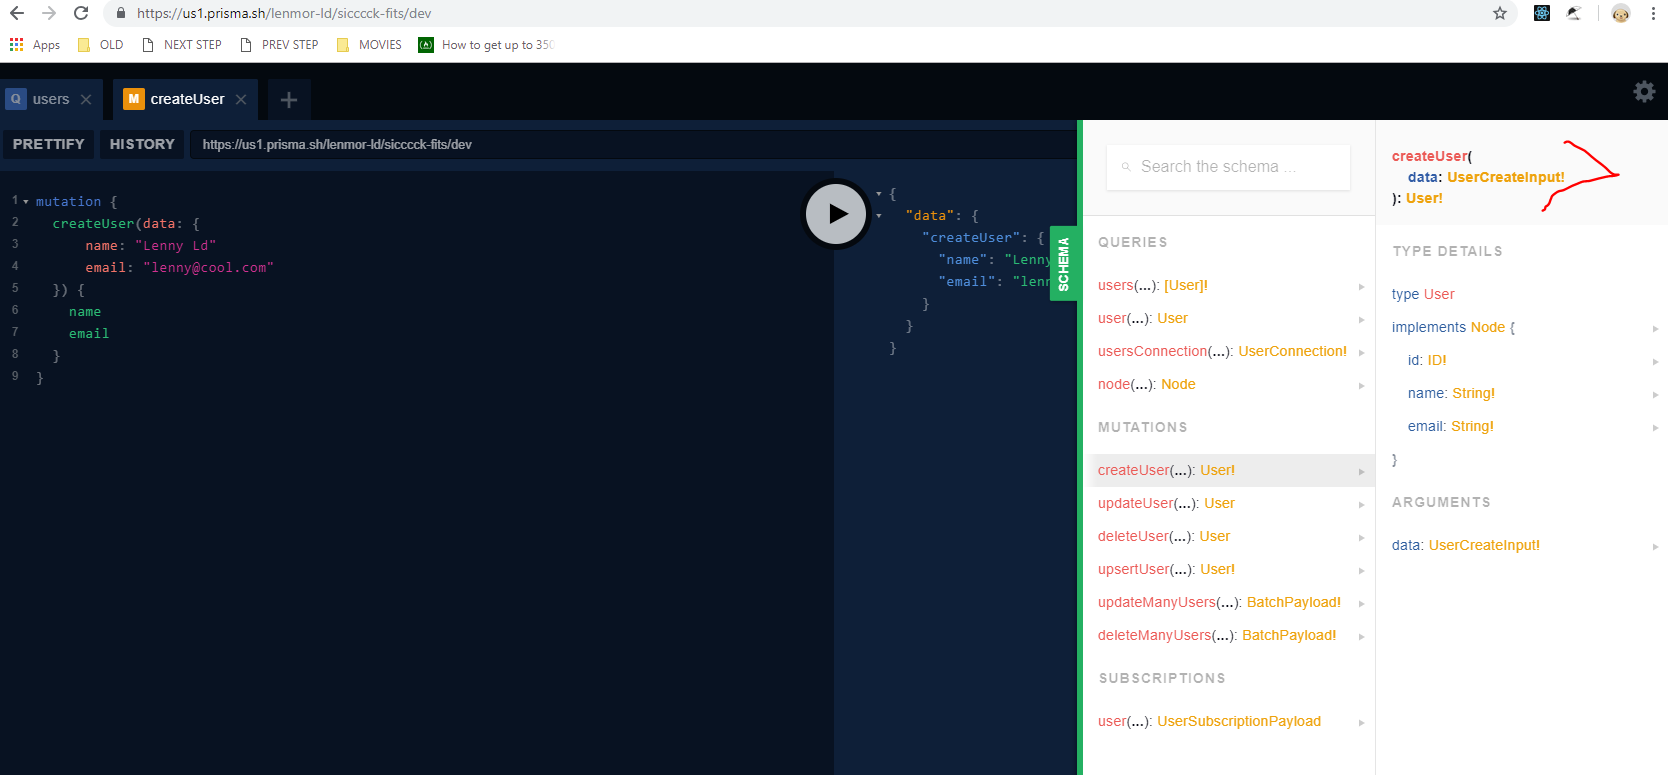 https://us1.prisma.sh/lenmor-ld/sicccck-fits/dev
Apps OLD NEXT STEP PREV STEP MOVIES How to get up to 350
Q users × M createUser × +
PRETTIFY HISTORY https://us1.prisma.sh/lenmor-ld/sicccck-fits/dev
1 mutation {
2 createUser(data: {
3 name: "Lenny Ld"
4 email: "lenny@cool.com"
5 }) {
6 name
7 email
8 }
9 }
{
"data": {
"createUser": {
"name": "Lenny
"email": "lenn
}
}
}
SCHEMA
Search the schema ...
QUERIES
users(...): [User]!
user(...): User
usersConnection(...): UserConnection!
node(...): Node
MUTATIONS
createUser(...): User!
updateUser(...): User
deleteUser(...): User
upsertUser(...): User!
updateManyUsers(...): BatchPayload!
deleteManyUsers(...): BatchPayload!
SUBSCRIPTIONS
user(...): UserSubscriptionPayload
createUser(
data: UserCreateInput!
): User!
TYPE DETAILS
type User
implements Node {
id: ID!
name: String!
email: String!
}
ARGUMENTS
data: UserCreateInput!